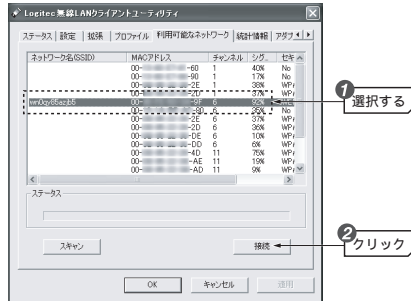 Logitec 無線LANクライアントユーティリティ
ステータス 設定 拡張 プロファイル 利用可能なネットワーク 統計情報 アダプ
ネットワーク名(SSID) MACアドレス チャンネル シグ... セキ
00- -60 1 40% No
00- -90 1 17% No
00- -2E 1 38% WP
00- -2D 37% WP
wn0qy65azjb5 00- -9F 6 92%
00- 6 35% WP
00- -2E 6 37% WP
00- -2D 6 36% WP
00- -DE 6 10% WP
00- -DD 6 6% WP
00- -4D 11 75% WP
00- -AE 11 19% WP
00- -AD 11 9% WP
ステータス
スキャン
接続
OK
キャンセル
適用
1
選択する
2
クリック